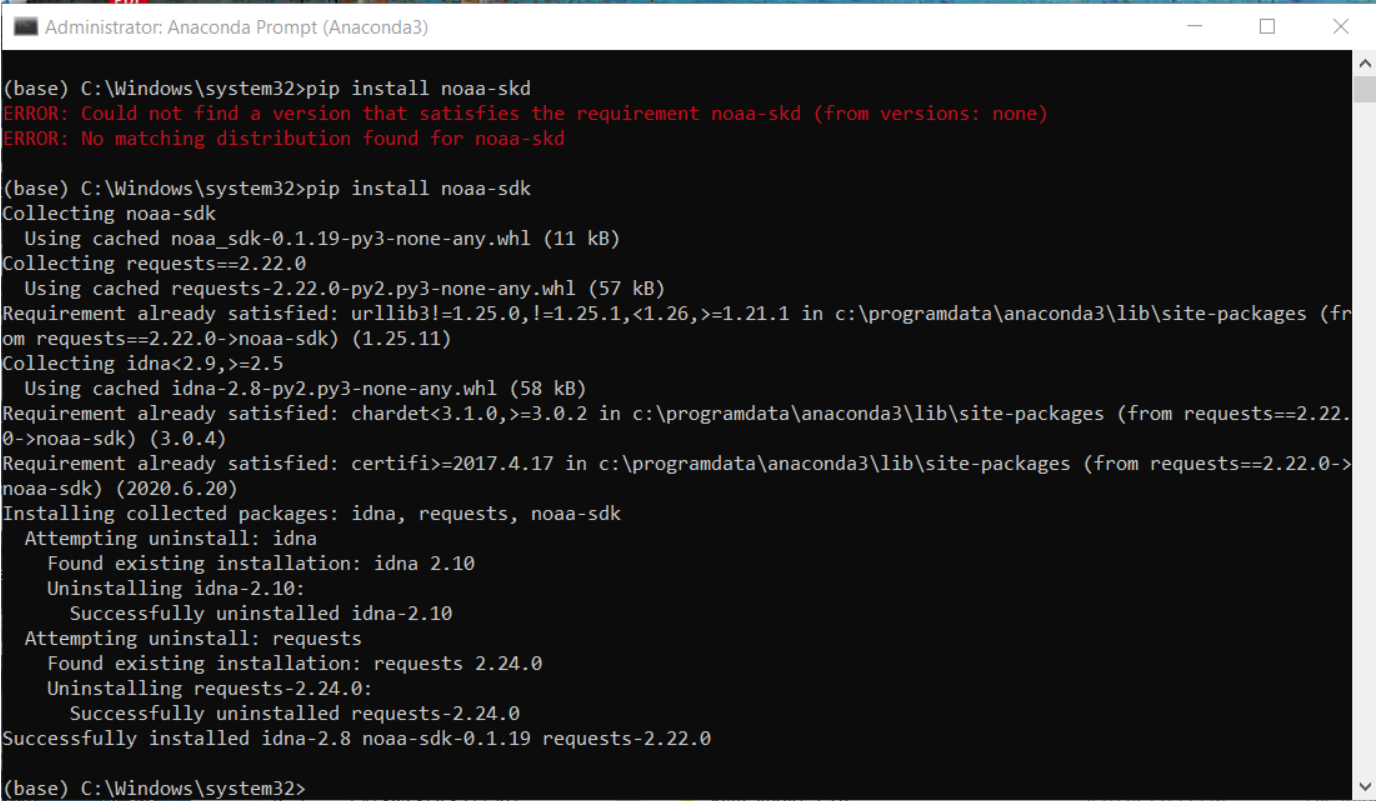 Administrator: Anaconda Prompt (Anaconda3)
(base) C:\Windows\system32>pip install noaa-skd
ERROR: Could not find a version that satisfies the requirement noaa-skd (from versions: none)
ERROR: No matching distribution found for noaa-skd
(base) C:\Windows\system32>pip install noaa-sdk
Collecting noaa-sdk
  Using cached noaa_sdk-0.1.19-py3-none-any.whl (11 kB)
Collecting requests==2.22.0
  Using cached requests-2.22.0-py2.py3-none-any.whl (57 kB)
Requirement already satisfied: urllib3!=1.25.0,!=1.25.1,<1.26,>=1.21.1 in c:\programdata\anaconda3\lib\site-packages (fr
om requests==2.22.0->noaa-sdk) (1.25.11)
Collecting idna<2.9,>=2.5
  Using cached idna-2.8-py2.py3-none-any.whl (58 kB)
Requirement already satisfied: chardet<3.1.0,>=3.0.2 in c:\programdata\anaconda3\lib\site-packages (from requests==2.22.
0->noaa-sdk) (3.0.4)
Requirement already satisfied: certifi>=2017.4.17 in c:\programdata\anaconda3\lib\site-packages (from requests==2.22.0->
noaa-sdk) (2020.6.20)
Installing collected packages: idna, requests, noaa-sdk
  Attempting uninstall: idna
    Found existing installation: idna 2.10
    Uninstalling idna-2.10:
      Successfully uninstalled idna-2.10
  Attempting uninstall: requests
    Found existing installation: requests 2.24.0
    Uninstalling requests-2.24.0:
      Successfully uninstalled requests-2.24.0
Successfully installed idna-2.8 noaa-sdk-0.1.19 requests-2.22.0
(base) C:\Windows\system32>